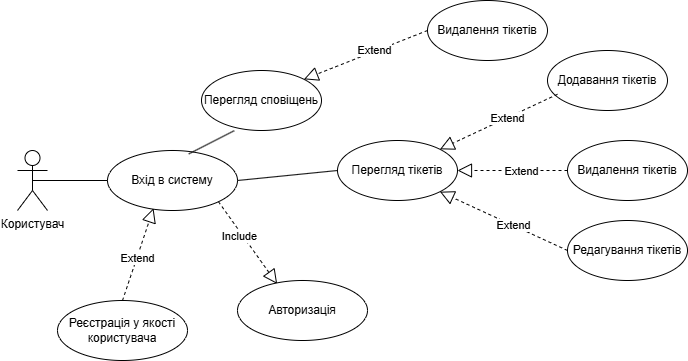 Видалення тікетів
Extend
Додавання тікетів
Перегляд сповіщень
Extend
Вхід в систему
Перегляд тікетів
Extend
Видалення тікетів
Користувач
Extend
Include
Редагування тікетів
Extend
Авторизація
Реєстрація у якості
користувача